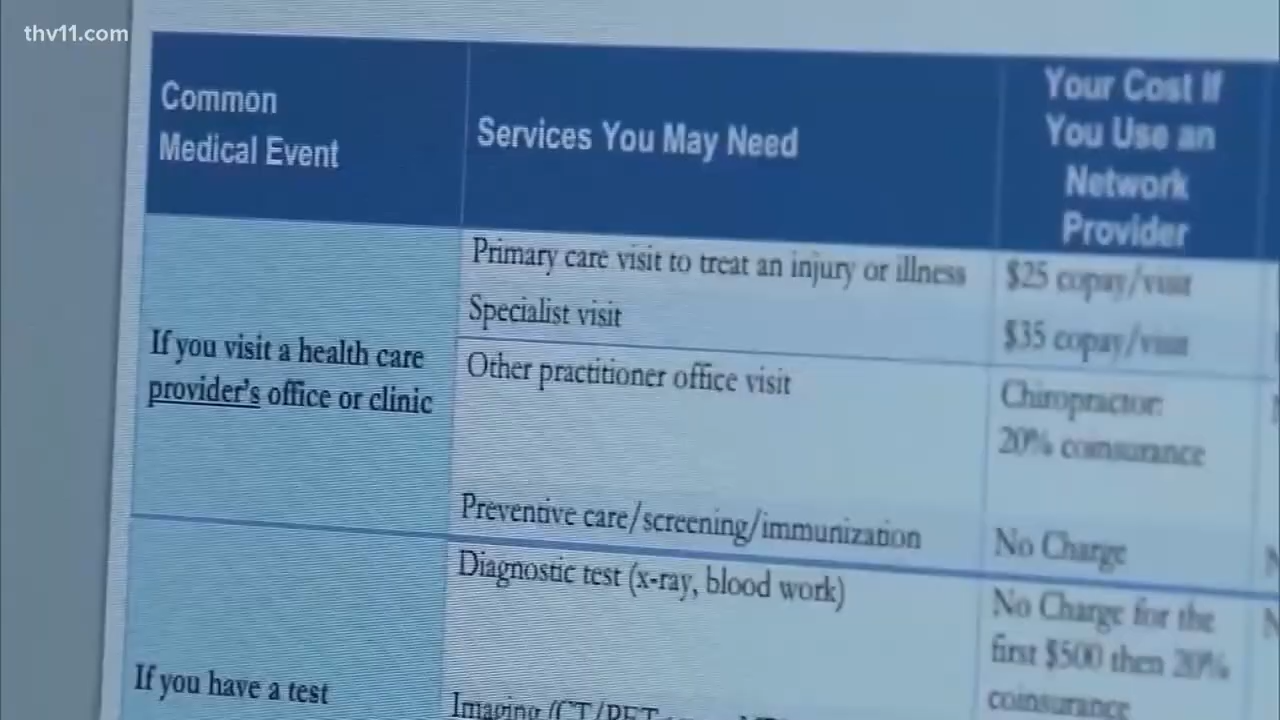 thv11.com
Common
Medical Event
Services You May Need
Your Cost If
You Use an
Network
Provider
If you visit a health care
provider's office or clinic
Primary care visit to treat an injury or illness
$25 copay/visit
Specialist visit
$35 copay/visit
Other practitioner office visit
Chiropractor:
20% coinsurance
Preventive care/screening/immunization
No Charge
If you have a test
Diagnostic test (x-ray, blood work)
No Charge for the
first $500 then 20%
coinsurance
Imaging (CT/PET